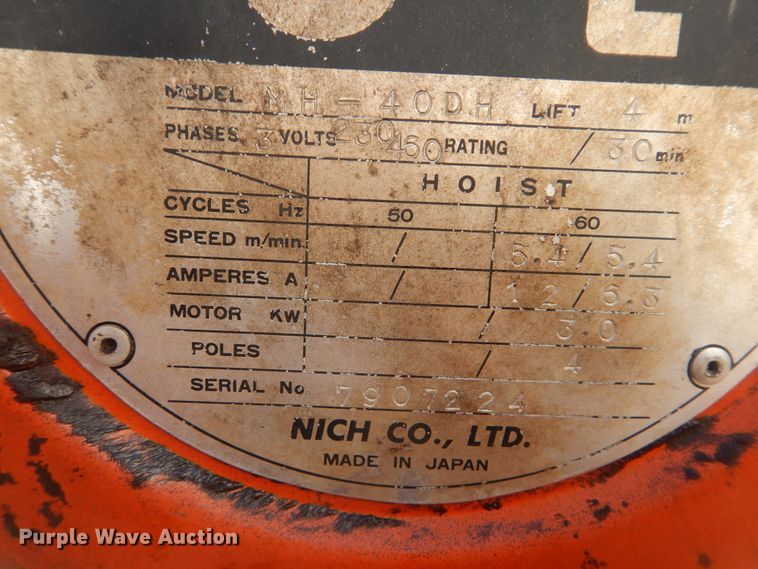 MODEL MH-40DH LIFT 4 m
PHASES 3 VOLTS 230 460 RATING / 30 min
HOIST
CYCLES Hz 50 60
SPEED m/min. / 5.4/5.4
AMPERES A / 12/6.3
MOTOR KW / 3.0
POLES / 4
SERIAL No 7907224
NICH CO., LTD.
MADE IN JAPAN
Purple Wave Auction